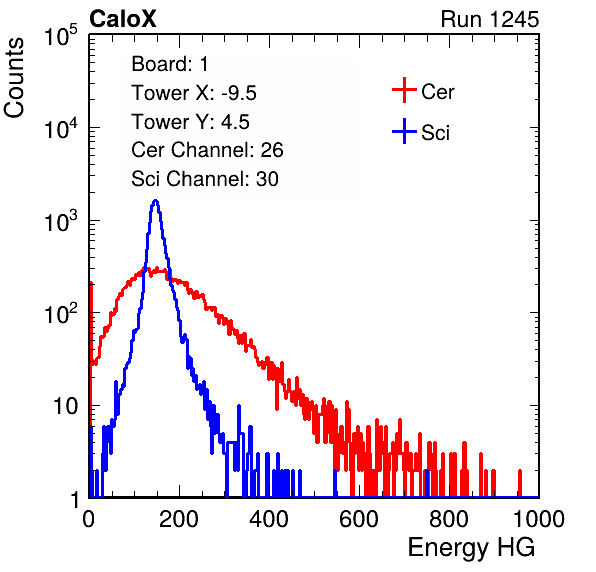 CaloX Run 1245
Counts
10^5
10^4
10^3
10^2
10
1
Board: 1
Tower X: -9.5
Tower Y: 4.5
Cer Channel: 26
Sci Channel: 30
Cer
Sci
0 200 400 600 800 1000
Energy HG